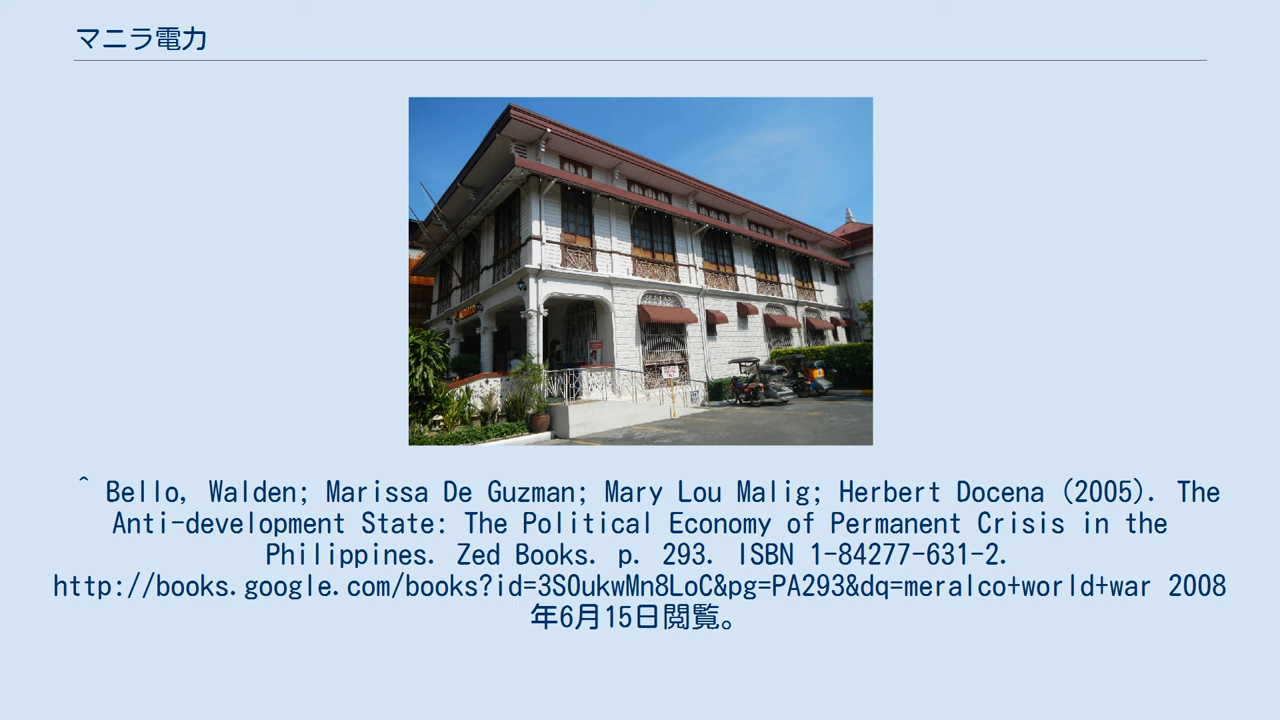 マニラ電力
MERALCO
^ Bello, Walden; Marissa De Guzman; Mary Lou Malig; Herbert Docena (2005). The
Anti-development State: The Political Economy of Permanent Crisis in the
Philippines. Zed Books. p. 293. ISBN 1-84277-631-2.
http://books.google.com/books?id=3S0ukwMn8LoC&pg=PA293&dq=meralco+world+war 2008
年6月15日閲覧。